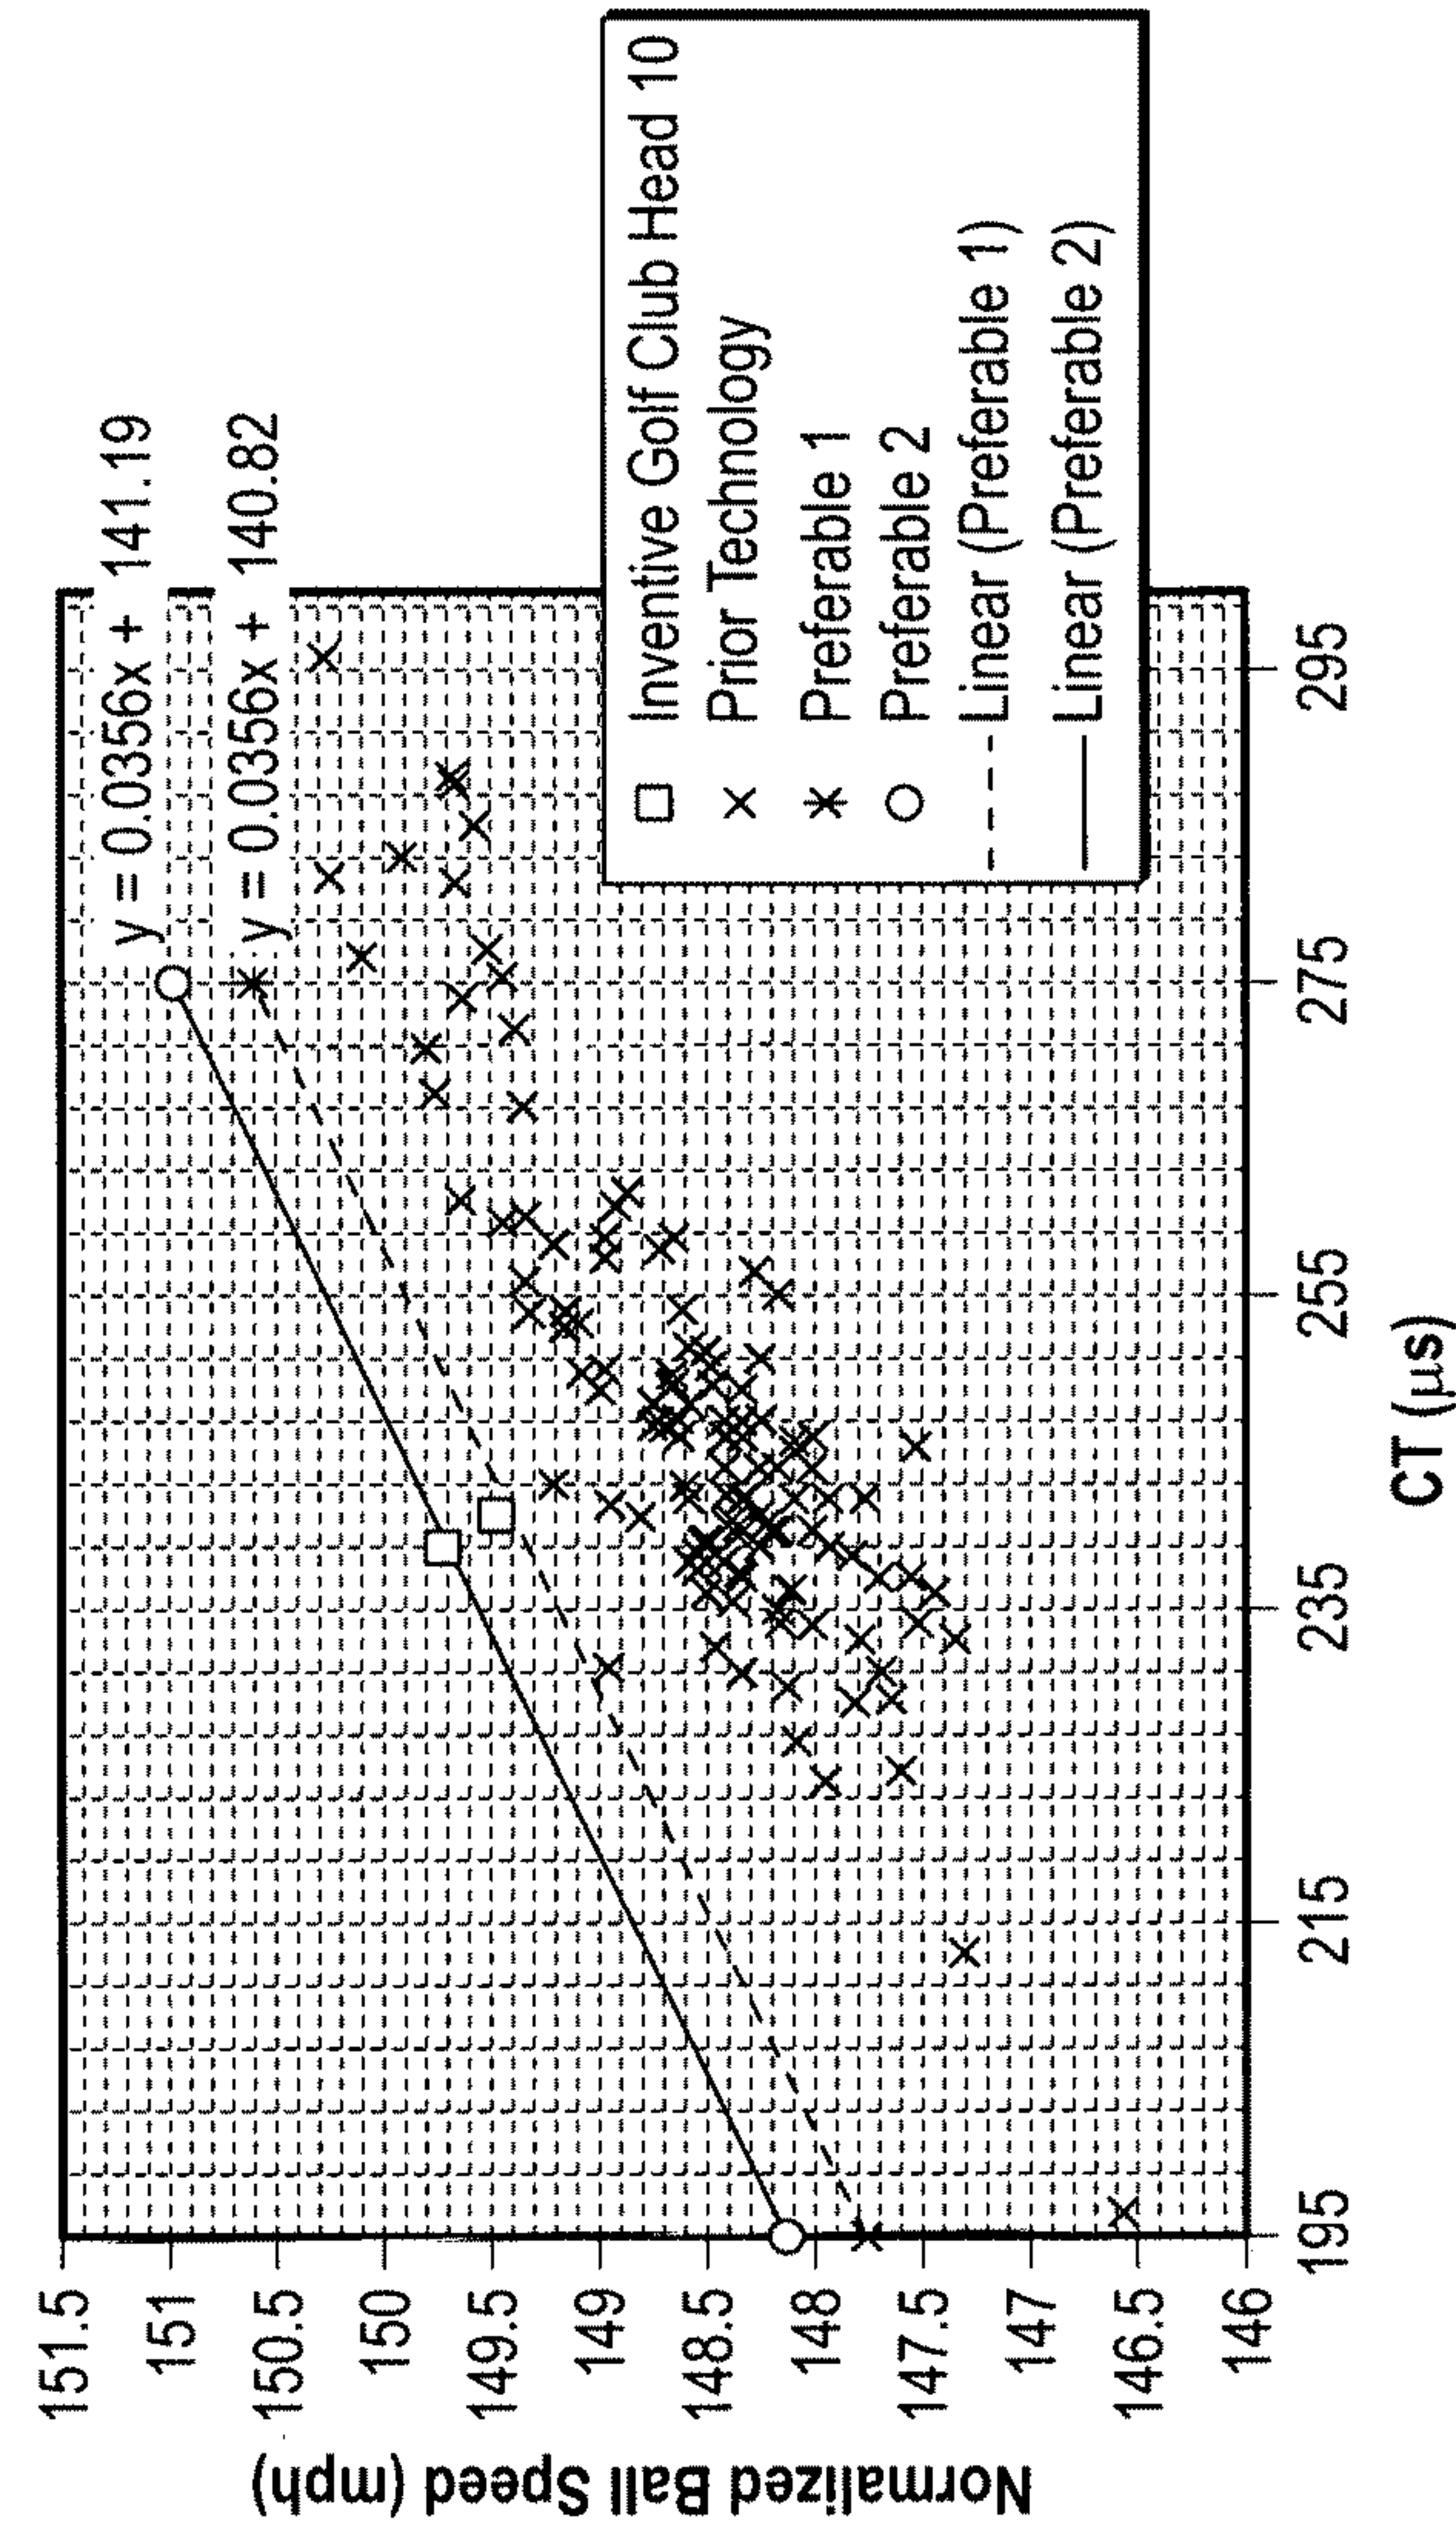 y = 0.0356x + 141.19
y = 0.0356x + 140.82
151.5
151
150.5
150
149.5
149
148.5
148
147.5
147
146.5
146
Normalized Ball Speed (mph)
195
215
235
255
275
295
CT (µs)
Inventive Golf Club Head 10
Prior Technology
Preferable 1
Preferable 2
Linear (Preferable 1)
Linear (Preferable 2)